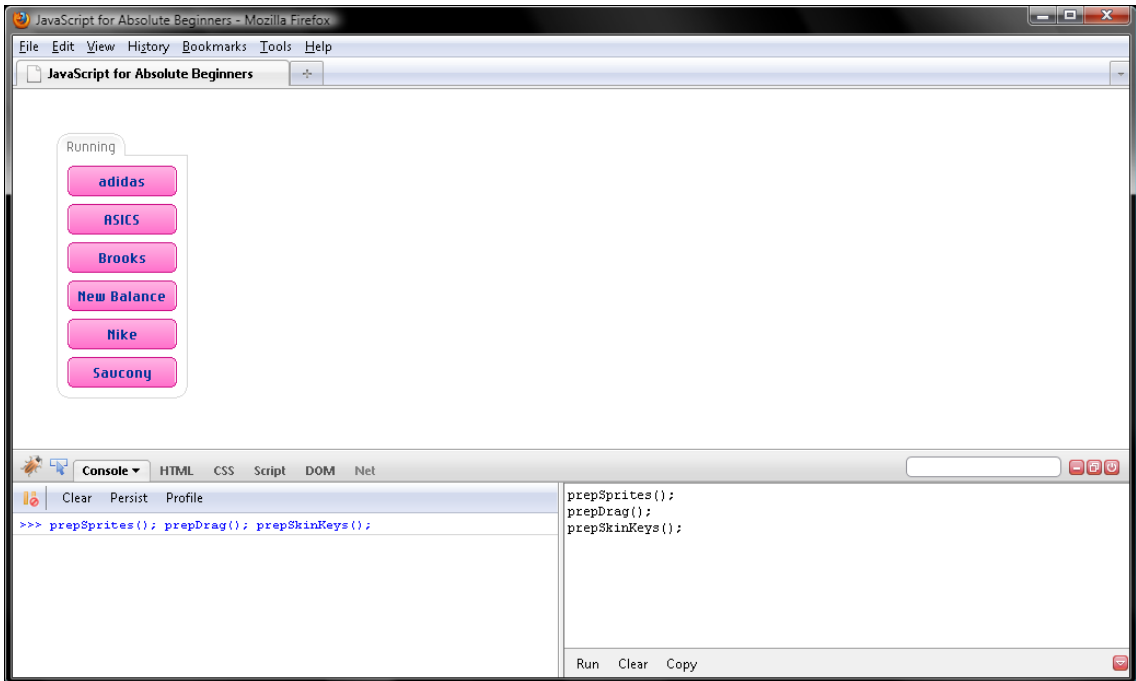 JavaScript for Absolute Beginners - Mozilla Firefox
File Edit View History Bookmarks Tools Help
JavaScript for Absolute Beginners
Running
adidas
ASICS
Brooks
New Balance
Nike
Saucony
Console HTML CSS Script DOM Net
Clear Persist Profile
>>> prepSprites(); prepDrag(); prepSkinKeys();
prepSprites();
prepDrag();
prepSkinKeys();
Run Clear Copy